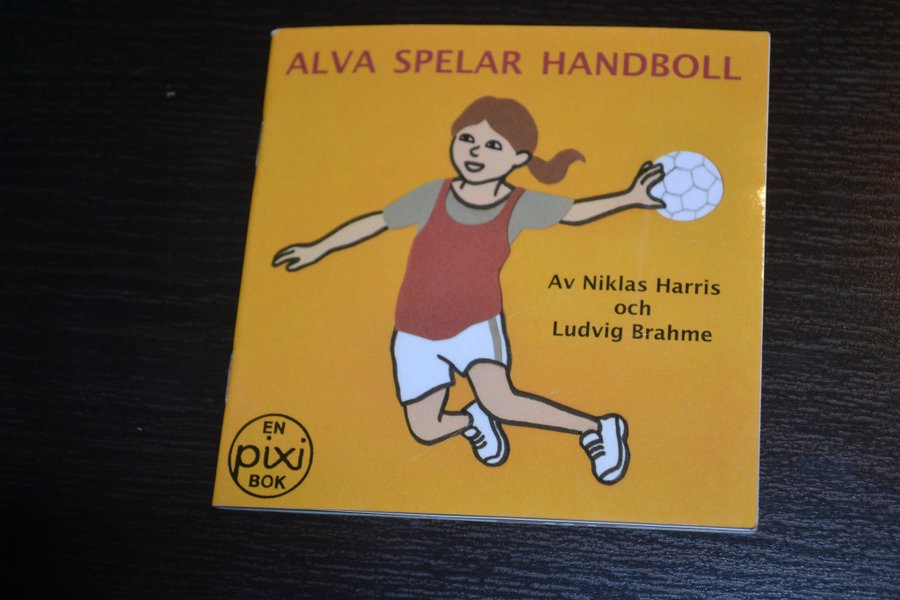 ALVA SPELAR HANDBOLL
Av Niklas Harris
och
Ludvig Brahme
EN
pixi
BOK